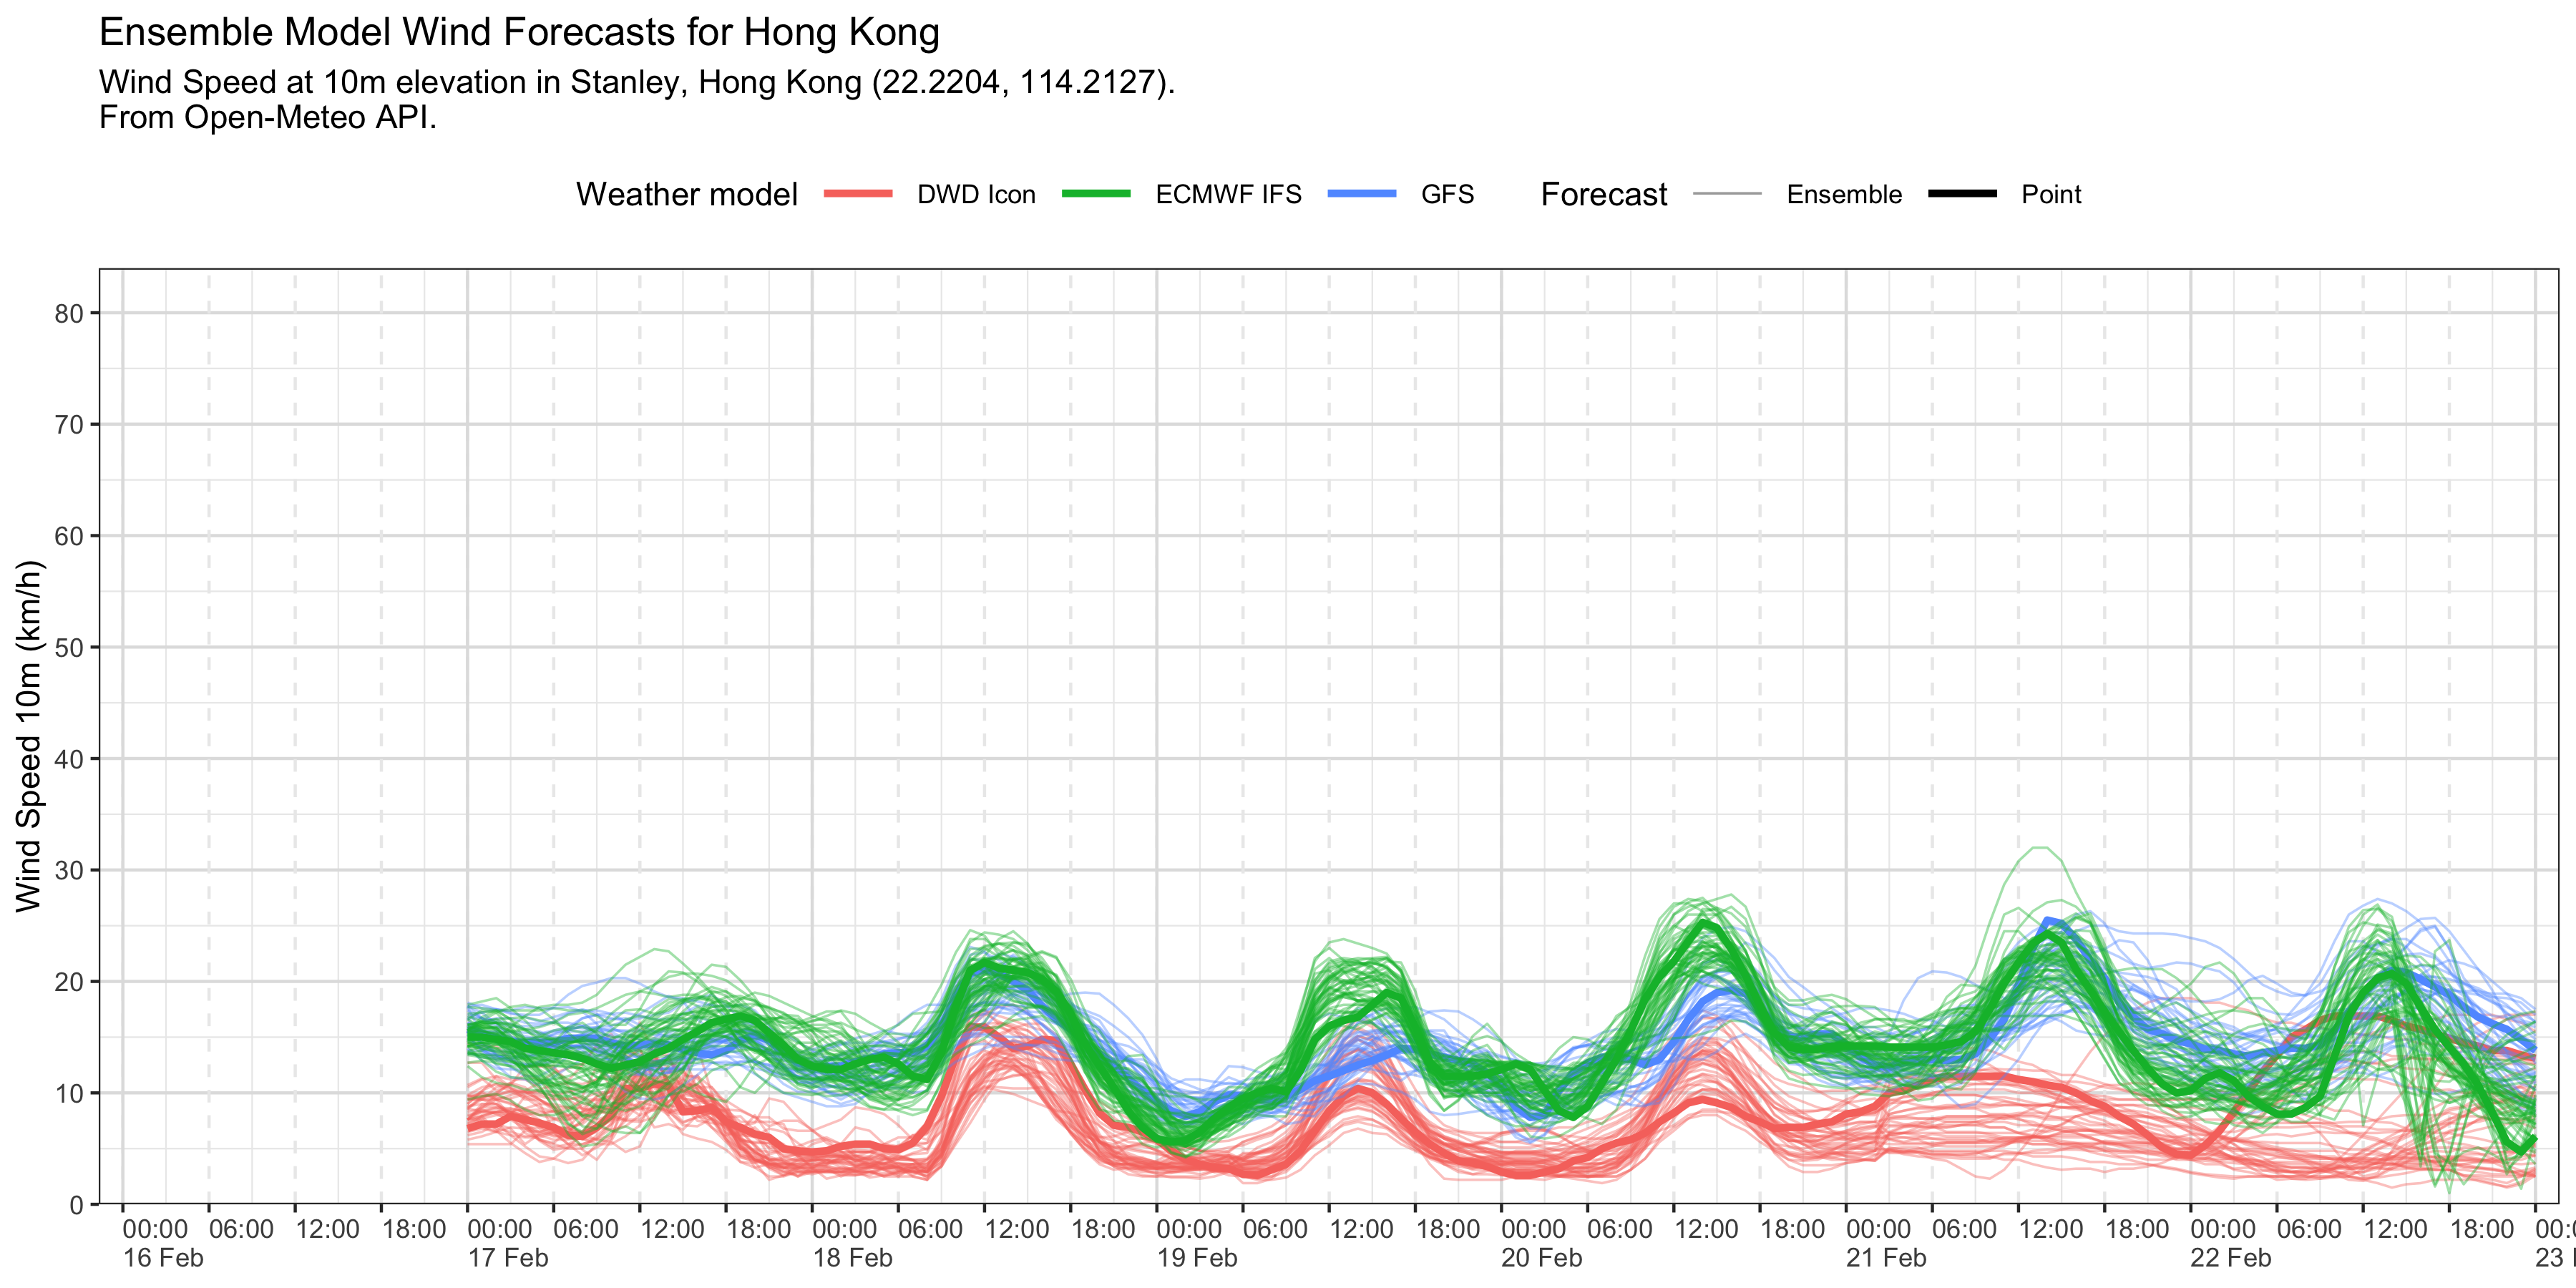 Ensemble Model Wind Forecasts for Hong Kong
Wind Speed at 10m elevation in Stanley, Hong Kong (22.2204, 114.2127).
From Open-Meteo API.
Weather model DWD Icon ECMWF IFS GFS Forecast Ensemble Point
Wind Speed 10m (km/h)
80
70
60
50
40
30
20
10
0
00:00 06:00 12:00 18:00 00:00 06:00 12:00 18:00 00:00 06:00 12:00 18:00 00:00 06:00 12:00 18:00 00:00 06:00 12:00 18:00 00:00 06:00 12:00 18:00 00:00 06:00 12:00 18:00
16 Feb 17 Feb 18 Feb 19 Feb 20 Feb 21 Feb 22 Feb 23